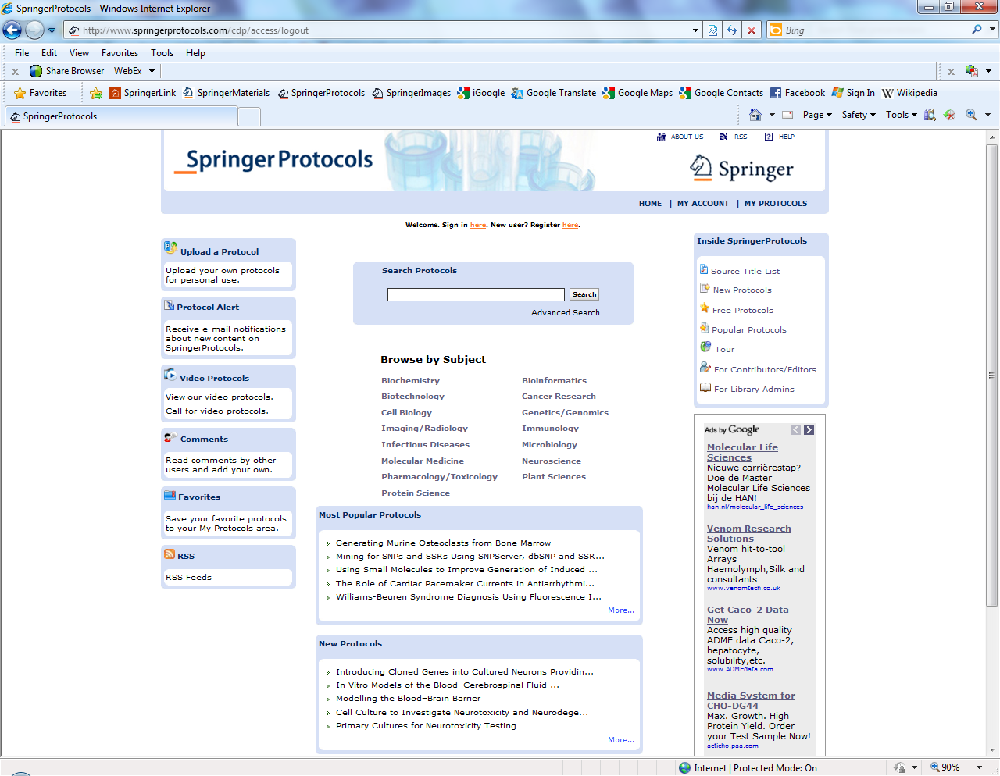 SpringerProtocols - Windows Internet Explorer
http://www.springerprotocols.com/cdp/access/logout
Bing
File Edit View Favorites Tools Help
Share Browser WebEx
Favorites SpringerLink SpringerMaterials SpringerProtocols SpringerImages iGoogle Google Translate Google Maps Google Contacts Facebook Sign In Wikipedia
SpringerProtocols
Page Safety Tools
ABOUT US RSS HELP
SpringerProtocols
Springer
HOME | MY ACCOUNT | MY PROTOCOLS
Welcome. Sign in here. New user? Register here.
Upload a Protocol
Upload your own protocols
for personal use.
Protocol Alert
Receive e-mail notifications
about new content on
SpringerProtocols.
Video Protocols
View our video protocols.
Call for video protocols.
Comments
Read comments by other
users and add your own.
Favorites
Save your favorite protocols
to your My Protocols area.
RSS
RSS Feeds
Search Protocols
Search
Advanced Search
Browse by Subject
Biochemistry Bioinformatics
Biotechnology Cancer Research
Cell Biology Genetics/Genomics
Imaging/Radiology Immunology
Infectious Diseases Microbiology
Molecular Medicine Neuroscience
Pharmacology/Toxicology Plant Sciences
Protein Science
Most Popular Protocols
› Generating Murine Osteoclasts from Bone Marrow
› Mining for SNPs and SSRs Using SNPServer, dbSNP and SSR...
› Using Small Molecules to Improve Generation of Induced ...
› The Role of Cardiac Pacemaker Currents in Antiarrhythmi...
› Williams-Beuren Syndrome Diagnosis Using Fluorescence I...
More...
New Protocols
› Introducing Cloned Genes into Cultured Neurons Providin...
› In Vitro Models of the Blood–Cerebrospinal Fluid ...
› Modelling the Blood–Brain Barrier
› Cell Culture to Investigate Neurotoxicity and Neurodege...
› Primary Cultures for Neurotoxicity Testing
More...
Inside SpringerProtocols
Source Title List
New Protocols
Free Protocols
Popular Protocols
Tour
For Contributors/Editors
For Library Admins
Ads by Google
Molecular Life
Sciences
Nieuwe carrièrestap?
Doe de Master
Molecular Life Sciences
bij de HAN!
han.nl/molecular_life_sciences
Venom Research
Solutions
Venom hit-to-tool
Arrays
Haemolymph,Silk and
consultants
www.venomtech.co.uk
Get Caco-2 Data
Now
Access high quality
ADME data Caco-2,
hepatocyte,
solubility,etc.
www.ADMEdata.com
Media System for
CHO-DG44
Max. Growth. High
Protein Yield. Order
your Test Sample Now!
acticho.paa.com
Internet | Protected Mode: On
90%